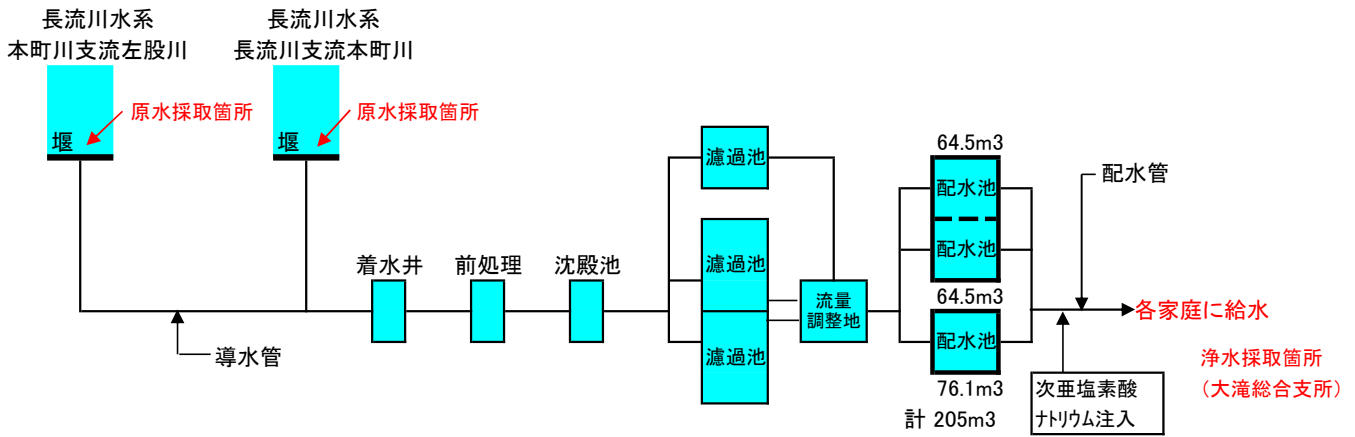 長流川水系
本町川支流左股川
長流川水系
長流川支流本町川
原水採取箇所
原水採取箇所
堰
堰
濾過池
64.5m3
配水池
配水管
配水池
着水井
前処理
沈殿池
濾過池
流量
調整地
64.5m3
各家庭に給水
導水管
濾過池
配水池
76.1m3
計 205m3
次亜塩素酸
ナトリウム注入
浄水採取箇所
（大滝総合支所）